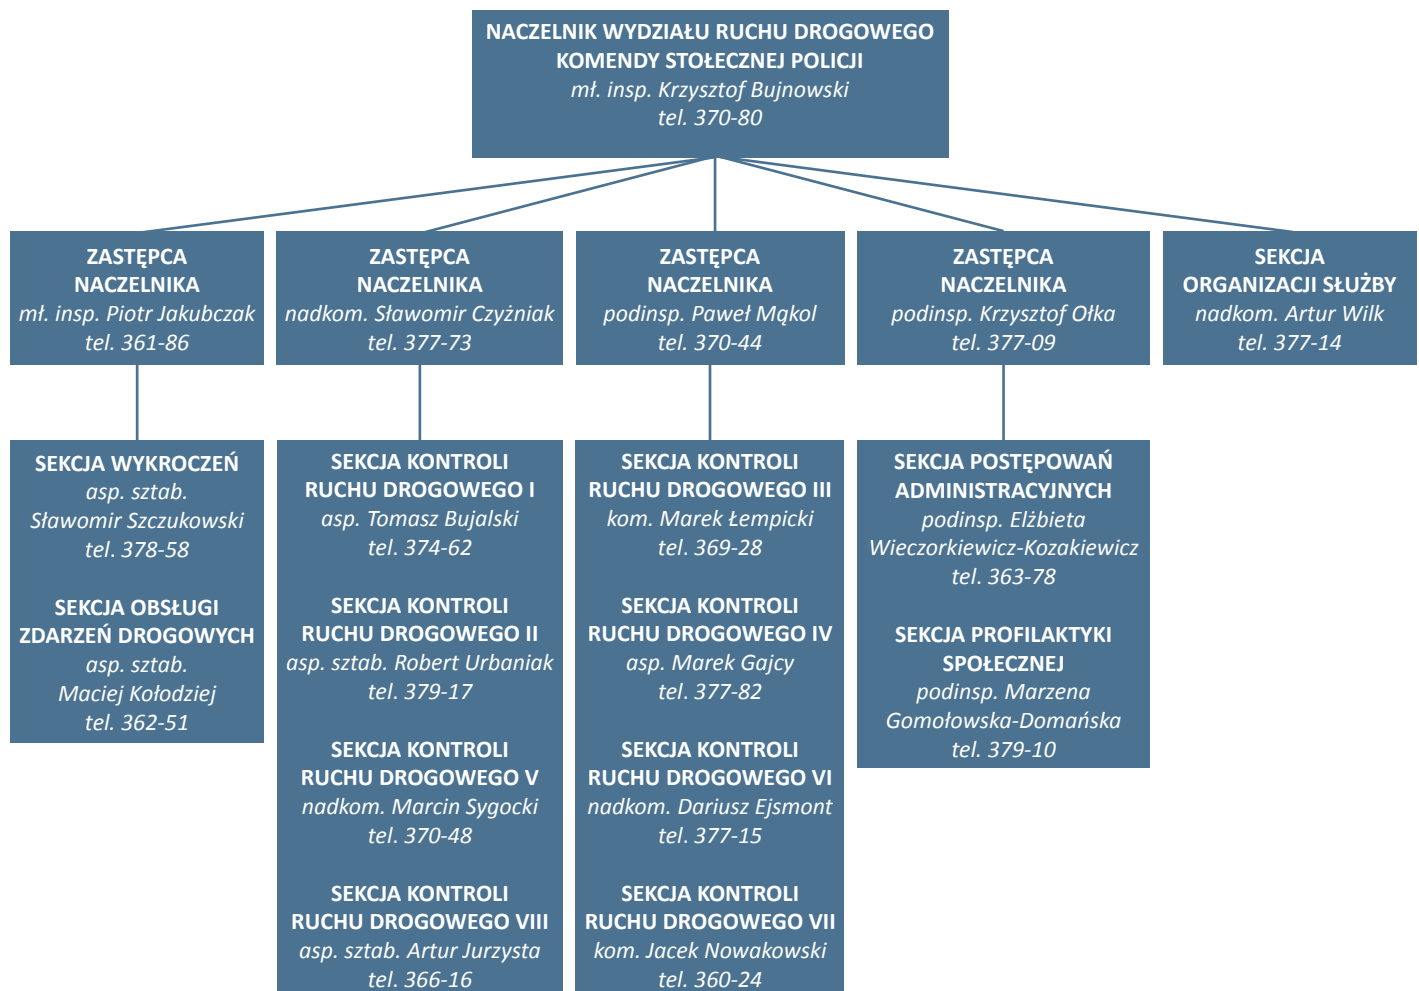 NACZELNIK WYDZIAŁU RUCHU DROGOWEGO
KOMENDY STOŁECZNEJ POLICJI
mł. insp. Krzysztof Bujnowski
tel. 370-80
ZASTĘPCA
NACZELNIKA
mł. insp. Piotr Jakubczak
tel. 361-86
ZASTĘPCA
NACZELNIKA
nadkom. Sławomir Czyżniak
tel. 377-73
ZASTĘPCA
NACZELNIKA
podinsp. Paweł Mąkol
tel. 370-44
ZASTĘPCA
NACZELNIKA
podinsp. Krzysztof Ołka
tel. 377-09
SEKCJA
ORGANIZACJI SŁUŻBY
nadkom. Artur Wilk
tel. 377-14
SEKCJA WYKROCZEŃ
asp. sztab.
Sławomir Szczukowski
tel. 378-58
SEKCJA OBSŁUGI
ZDARZEŃ DROGOWYCH
asp. sztab.
Maciej Kołodziej
tel. 362-51
SEKCJA KONTROLI
RUCHU DROGOWEGO I
asp. Tomasz Bujalski
tel. 374-62
SEKCJA KONTROLI
RUCHU DROGOWEGO II
asp. sztab. Robert Urbaniak
tel. 379-17
SEKCJA KONTROLI
RUCHU DROGOWEGO V
nadkom. Marcin Sygocki
tel. 370-48
SEKCJA KONTROLI
RUCHU DROGOWEGO VIII
asp. sztab. Artur Jurzysta
tel. 366-16
SEKCJA KONTROLI
RUCHU DROGOWEGO III
kom. Marek Łempicki
tel. 369-28
SEKCJA KONTROLI
RUCHU DROGOWEGO IV
asp. Marek Gajcy
tel. 377-82
SEKCJA KONTROLI
RUCHU DROGOWEGO VI
nadkom. Dariusz Ejsmont
tel. 377-15
SEKCJA KONTROLI
RUCHU DROGOWEGO VII
kom. Jacek Nowakowski
tel. 360-24
SEKCJA POSTĘPOWAŃ
ADMINISTRACYJNYCH
podinsp. Elżbieta
Wieczorkiewicz-Kozakiewicz
tel. 363-78
SEKCJA PROFILAKTYKI
SPOŁECZNEJ
podinsp. Marzena
Gomołowska-Domańska
tel. 379-10